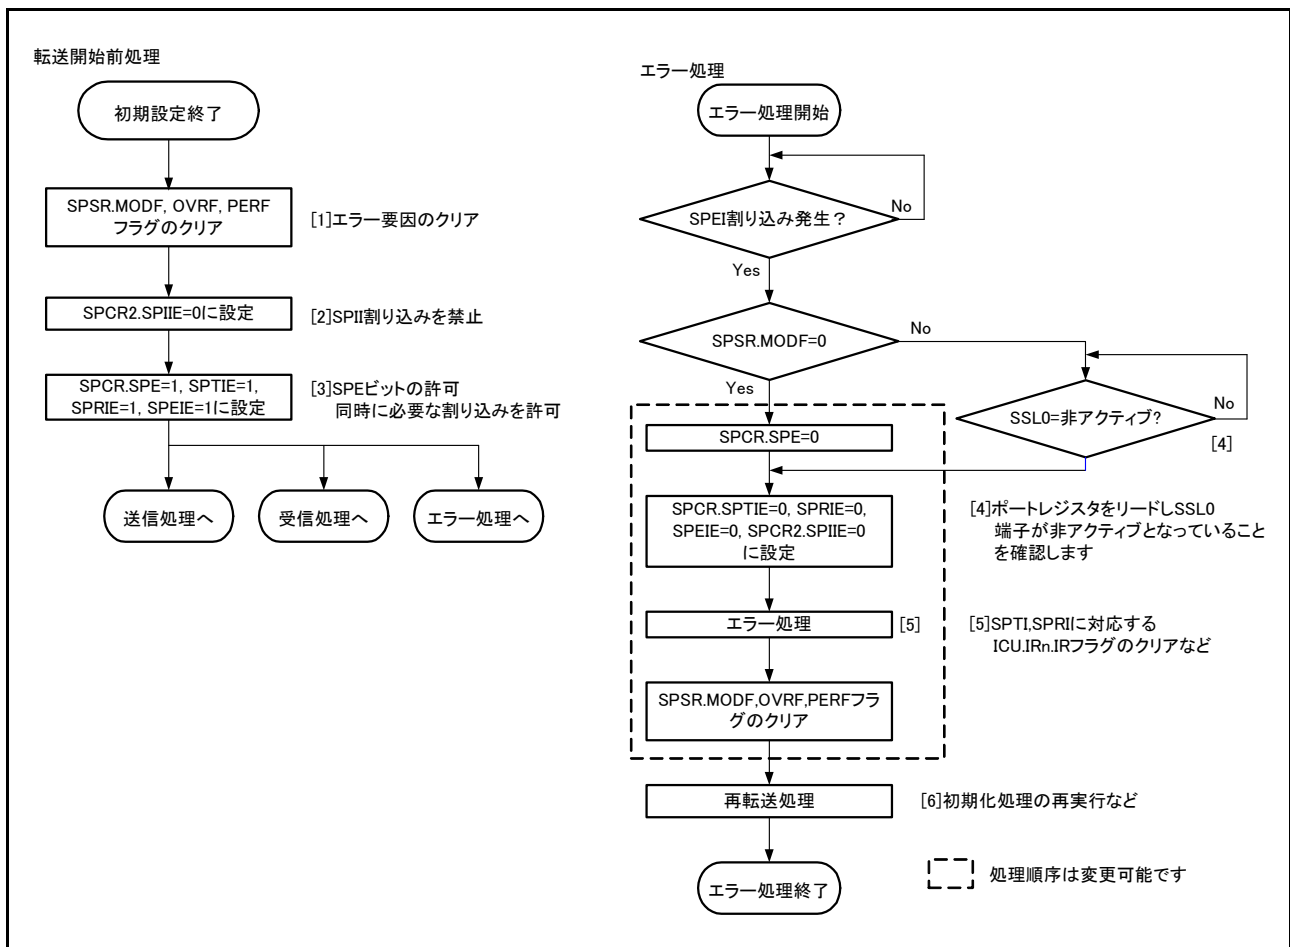 転送開始前処理
初期設定終了
SPSR.MODF, OVRF, PERF
フラグのクリア
[1]エラー要因のクリア
SPCR2.SPIIE=0に設定
[2]SPII割り込みを禁止
SPCR.SPE=1, SPTIE=1,
SPRIE=1, SPEIE=1に設定
[3]SPEビットの許可
同時に必要な割り込みを許可
送信処理へ
受信処理へ
エラー処理へ
エラー処理
エラー処理開始
SPEI割り込み発生？
No
Yes
SPSR.MODF=0
No
Yes
SSL0=非アクティブ?
No
[4]
SPCR.SPE=0
SPCR.SPTIE=0, SPRIE=0,
SPEIE=0, SPCR2.SPIIE=0
に設定
[4]ポートレジスタをリードしSSL0
端子が非アクティブとなっていること
を確認します
エラー処理
[5]
[5]SPTI,SPRIに対応する
ICU.IRn.IRフラグのクリアなど
SPSR.MODF,OVRF,PERFフラ
グのクリア
再転送処理
[6]初期化処理の再実行など
エラー処理終了
処理順序は変更可能です